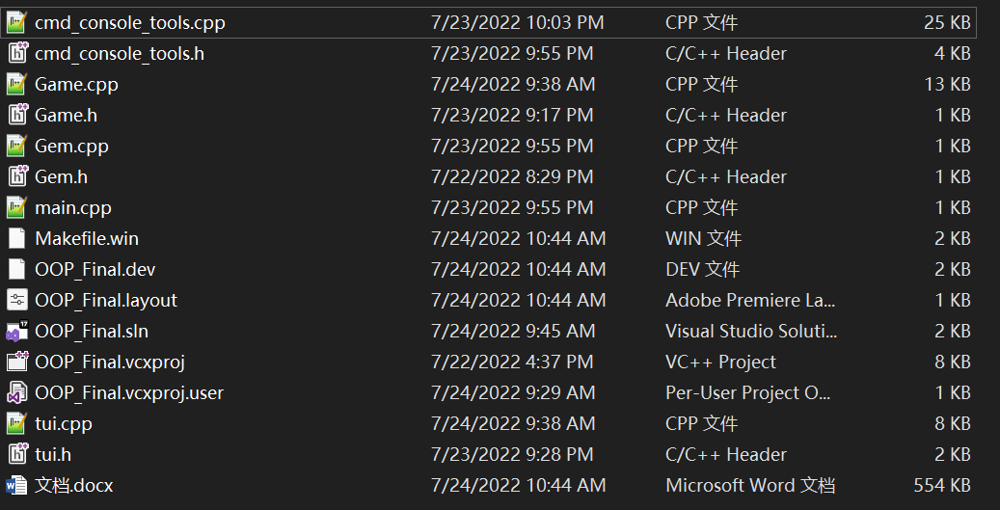 cmd_console_tools.cpp 7/23/2022 10:03 PM CPP 文件 25 KB
cmd_console_tools.h 7/23/2022 9:55 PM C/C++ Header 4 KB
Game.cpp 7/24/2022 9:38 AM CPP 文件 13 KB
Game.h 7/23/2022 9:17 PM C/C++ Header 1 KB
Gem.cpp 7/23/2022 9:55 PM CPP 文件 1 KB
Gem.h 7/22/2022 8:29 PM C/C++ Header 1 KB
main.cpp 7/23/2022 9:55 PM CPP 文件 1 KB
Makefile.win 7/24/2022 10:44 AM WIN 文件 2 KB
OOP_Final.dev 7/24/2022 10:44 AM DEV 文件 2 KB
OOP_Final.layout 7/24/2022 10:44 AM Adobe Premiere La... 1 KB
OOP_Final.sln 7/24/2022 9:45 AM Visual Studio Soluti... 2 KB
OOP_Final.vcxproj 7/22/2022 4:37 PM VC++ Project 8 KB
OOP_Final.vcxproj.user 7/24/2022 9:29 AM Per-User Project O... 1 KB
tui.cpp 7/24/2022 9:38 AM CPP 文件 8 KB
tui.h 7/23/2022 9:28 PM C/C++ Header 2 KB
文档.docx 7/24/2022 10:44 AM Microsoft Word 文档 554 KB